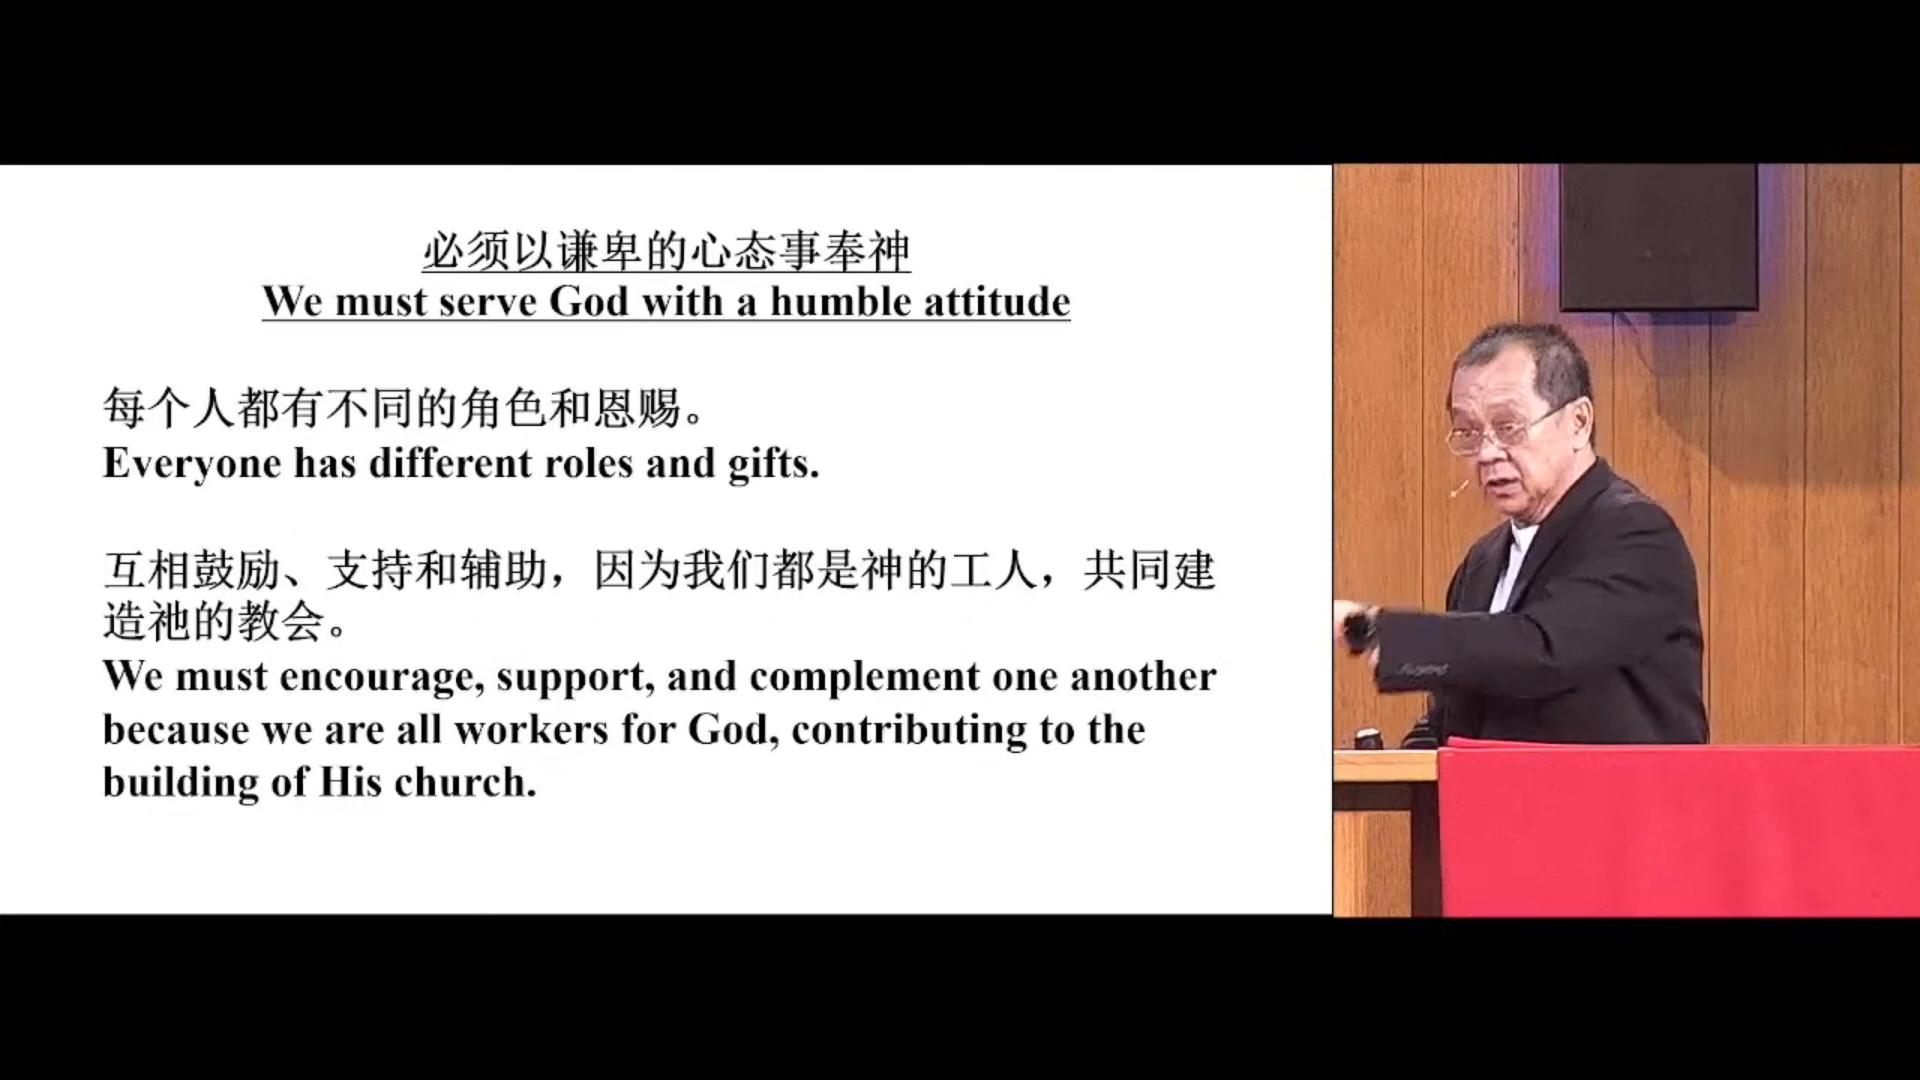 必须以谦卑的心态事奉神
We must serve God with a humble attitude
每个人都有不同的角色和恩赐。
Everyone has different roles and gifts.
互相鼓励、支持和辅助，因为我们都是神的工人，共同建
造祂的教会。
We must encourage, support, and complement one another
because we are all workers for God, contributing to the
building of His church.